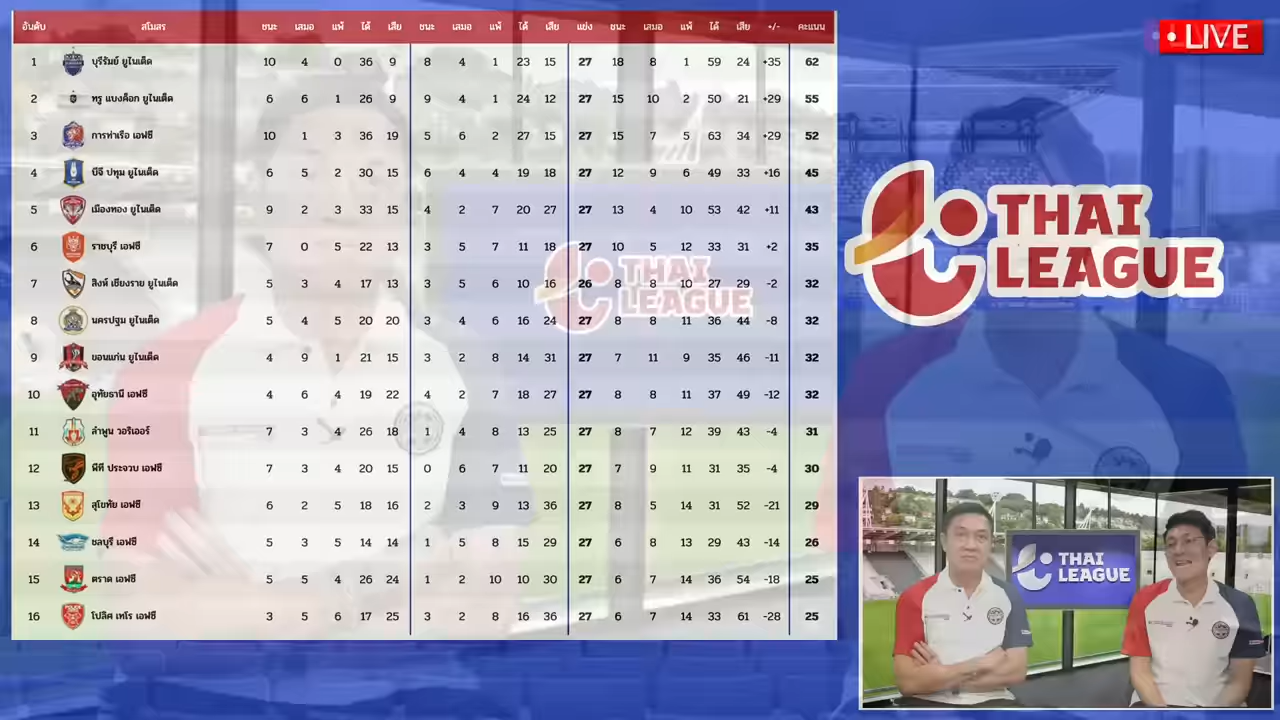 อันดับ สโมสร ชนะ เสมอ แพ้ ได้ เสีย ชนะ เสมอ แพ้ ได้ เสีย แข่ง ชนะ เสมอ แพ้ ได้ เสีย +/- คะแนน
1 บุรีรัมย์ ยูไนเต็ด 10 4 36 9 8 4 1 23 15 27 18 8 1 59 24 +35 62
2 ทรู แบงค็อก ยูไนเต็ด 6 6 1 26 9 9 4 1 24 12 27 15 10 2 50 21 +29 55
3 การท่าเรือ เอฟซี 10 1 3 36 19 5 6 2 27 15 27 15 7 5 63 34 +29 52
4 บีจี ปทุม ยูไนเต็ด 6 5 2 30 15 6 4 4 19 18 27 12 9 6 49 33 +16 45
5 เมืองทอง ยูไนเต็ด 9 2 3 33 15 4 2 7 20 27 27 13 4 10 53 42 +11 43
6 ราชบุรี เอฟซี 7 0 5 22 13 3 5 7 11 18 27 10 5 12 33 31 +2 35
7 สิงห์ เชียงราย ยูไนเต็ด 5 3 4 17 13 3 5 6 10 16 26 8 8 10 27 29 -2 32
8 นครปฐม ยูไนเต็ด 5 4 5 20 20 3 4 6 16 24 27 8 8 11 36 44 -8 32
9 ขอนแก่น ยูไนเต็ด 4 9 1 21 15 3 2 8 14 31 27 7 11 9 35 46 -11 32
10 อุทัยธานี เอฟซี 4 6 4 19 22 4 2 7 18 27 27 8 8 11 37 49 -12 32
11 ลำพูน วอริเออร์ 7 3 4 26 18 1 4 8 13 25 27 8 7 12 39 43 -4 31
12 พีที ประจวบ เอฟซี 7 3 4 20 15 0 6 7 11 20 27 7 9 11 31 35 -4 30
13 สุโขทัย เอฟซี 6 2 5 18 16 2 3 9 13 36 27 8 5 14 31 52 -21 29
14 ชลบุรี เอฟซี 5 3 5 14 14 1 5 8 15 29 27 6 8 13 29 43 -14 26
15 ตราด เอฟซี 5 5 4 26 24 1 2 10 10 30 27 6 7 14 36 54 -18 25
16 โปลิศ เทโร เอฟซี 3 5 6 17 25 3 2 8 16 36 27 6 7 14 33 61 -28 25
LIVE
THAI
LEAGUE
THAI
LEAGUE
THAI
LEAGUE